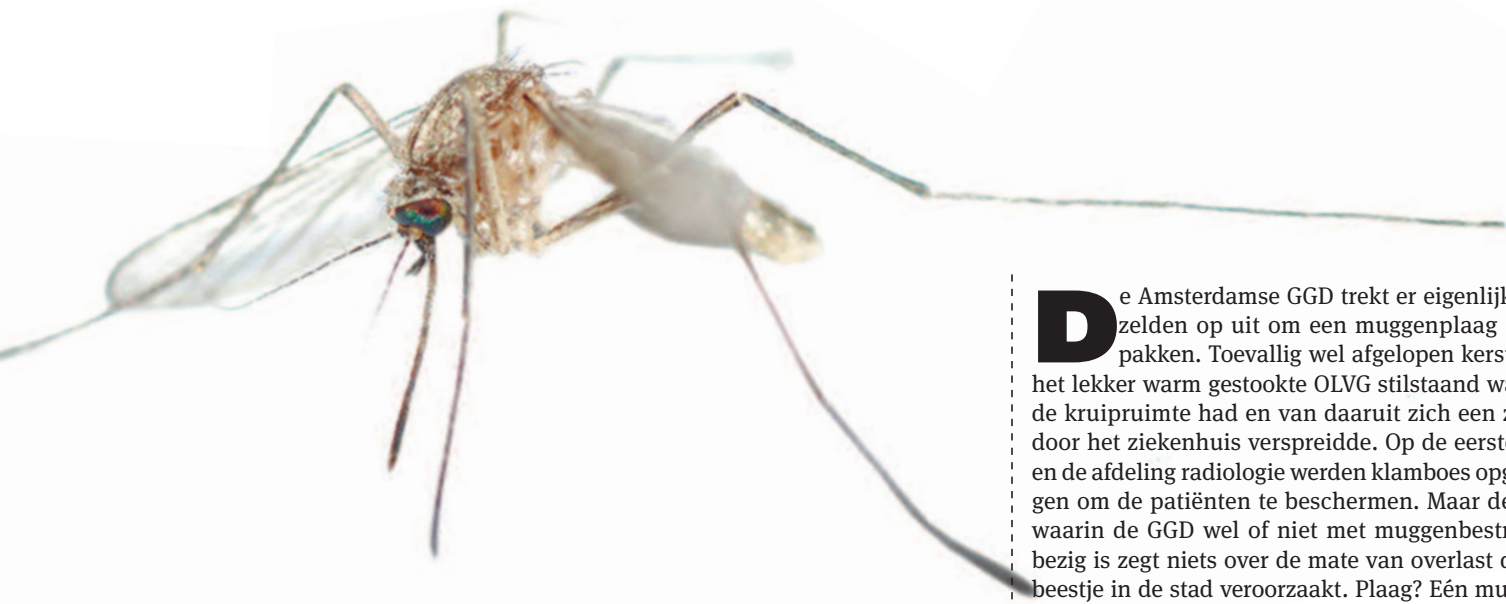 De Amsterdamse GGD trekt er eigenlijk
zelden op uit om een muggenplaag
pakken. Toevallig wel afgelopen
het lekker warm gestookte OLVG stilstaand
de kruipruimte had en van daaruit zich een
door het ziekenhuis verspreidde. Op de
en de afdeling radiologie werden klamboes
gen om de patiënten te beschermen. Maar
waarin de GGD wel of niet met
bezig is zegt niets over de mate van overlast
beestje in de stad veroorzaakt. Plaag? Eén